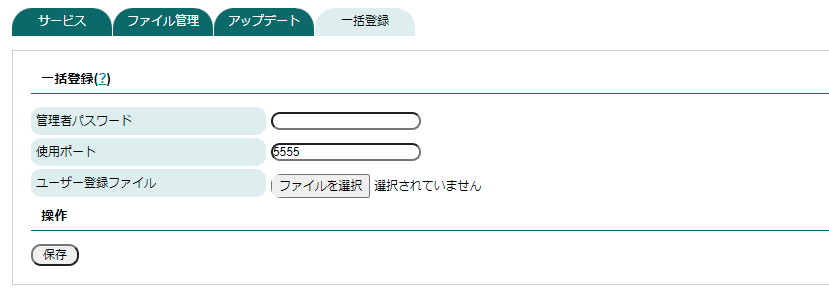 サービス ファイル管理 アップデート 一括登録
一括登録(?)
管理者パスワード
使用ポート 5555
ユーザー登録ファイル ファイルを選択 選択されていません
操作
保存